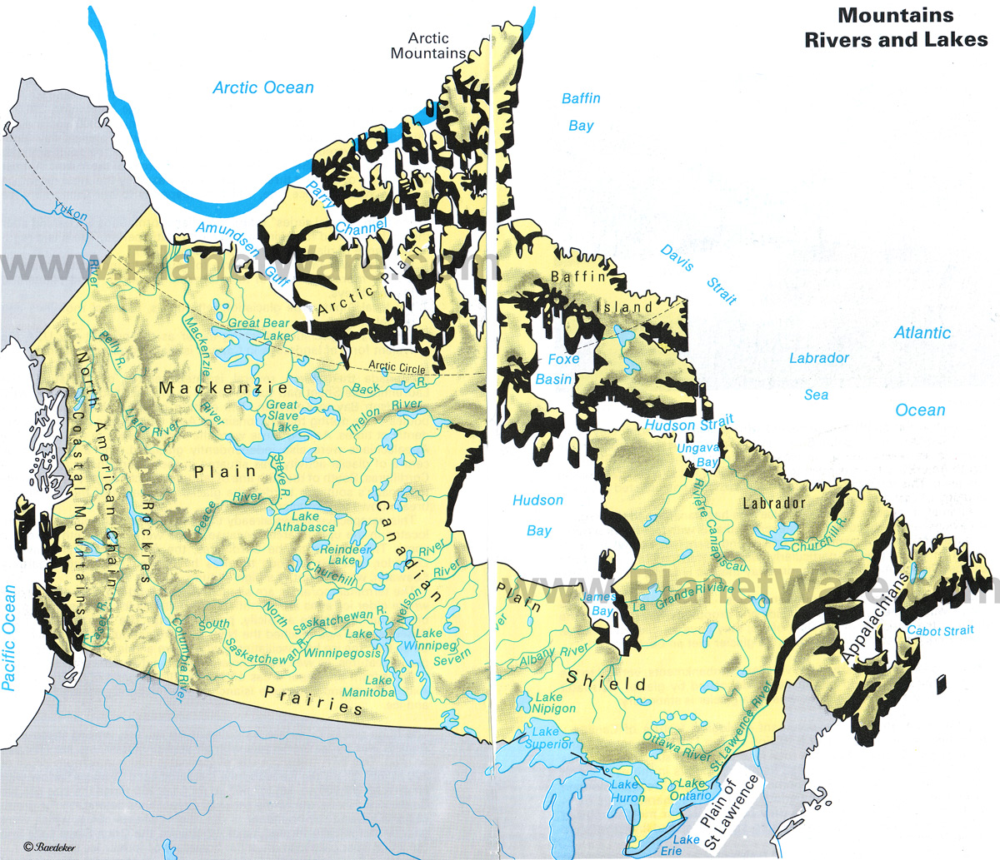 Mountains
Rivers and Lakes
Arctic
Mountains
Arctic Ocean
Baffin
Bay
Parry
Channel
Amundsen
Gulf
Yukon
River
www.PlanetWare.com
Davis Strait
Baffin
Island
Arctic Plain
Great Bear
Lake
Mackenzie
River
Pelly R.
Arctic Circle
Foxe
Basin
Atlantic
Ocean
Labrador
Sea
Mackenzie
Plain
Back R.
Great
Slave
Lake
Thelon River
Liard River
Hudson Strait
Ungava
Bay
North American Chain
Coastal Mountains
Rockies
Slave R.
Peace River
Lake
Athabasca
Canadian
Shield
Hudson
Bay
Labrador
Rivière Caniapiscau
Churchill R.
Reindeer
Lake
Churchill
River
Nelson
River
Plain
www.PlanetWare.com
James
Bay
La Grande Rivière
Appalachians
Cabot Strait
Pacific Ocean
Fraser R.
Columbia River
North
Saskatchewan R.
South
Saskatchewan R.
Lake
Winnipegosis
Lake
Winnipeg
Severn
River
Albany River
Lake
Manitoba
Prairies
Lake
Nipigon
Lake
Superior
Ottawa River
St. Lawrence River
Lake
Huron
Lake
Ontario
Lake
Erie
Plain of
St Lawrence
© Baedeker